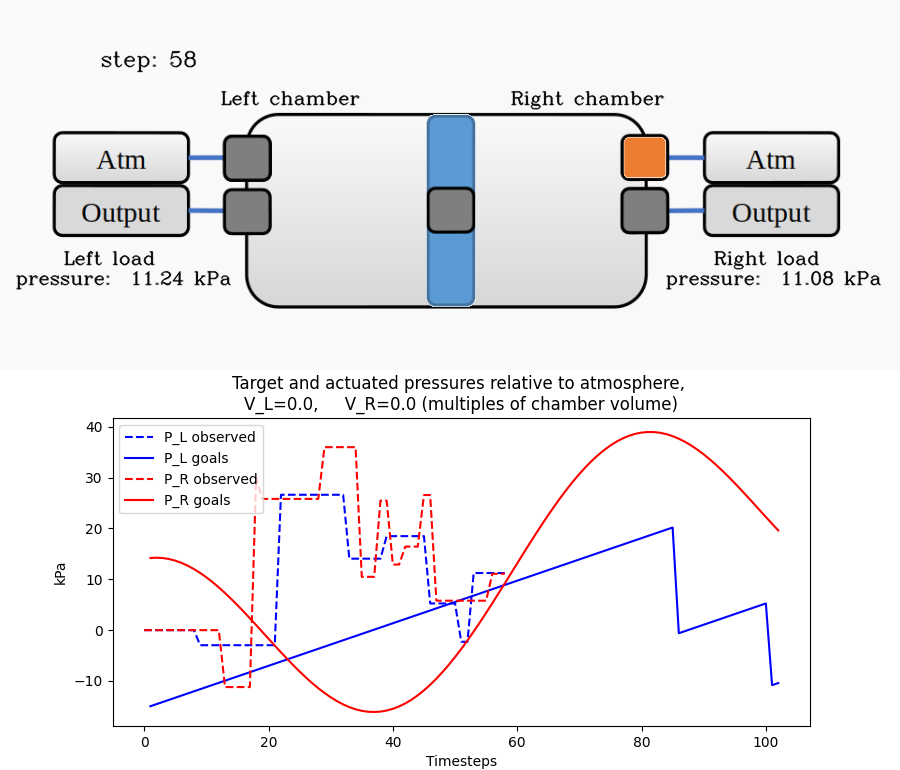 step: 58
Left chamber
Right chamber
Atm
Atm
Output
Output
Left load
pressure: 11.24 kPa
Right load
pressure: 11.08 kPa
Target and actuated pressures relative to atmosphere,
V_L=0.0, V_R=0.0 (multiples of chamber volume)
P_L observed
P_L goals
P_R observed
P_R goals
kPa
40
30
20
10
0
−10
0
20
40
60
80
100
Timesteps